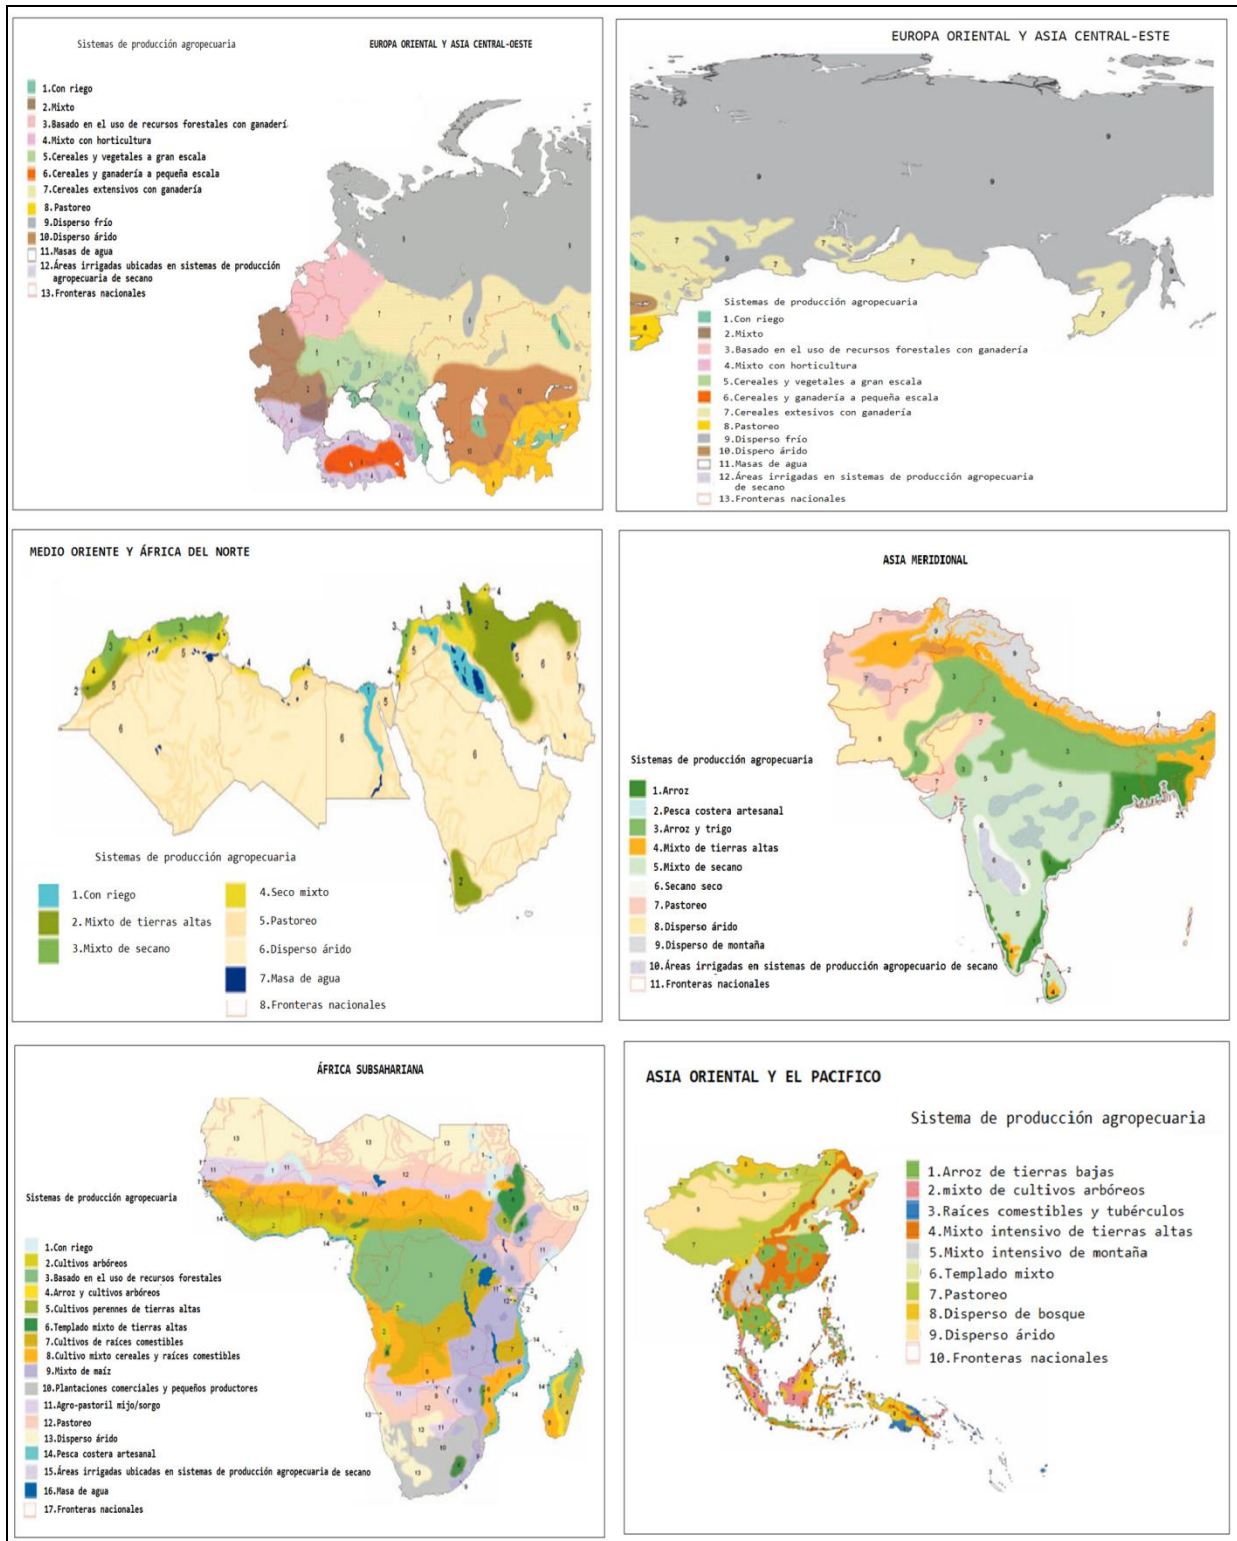 Sistemas de producción agropecuaria
EUROPA ORIENTAL Y ASIA CENTRAL-OESTE
1.Con riego
2.Mixto
3.Basado en el uso de recursos forestales con ganaderí
4.Mixto con horticultura
5.Cereales y vegetales a gran escala
6.Cereales y ganadería a pequeña escala
7.Cereales extensivos con ganadería
8.Pastoreo
9.Disperso frío
10.Disperso árido
11.Masas de agua
12.Áreas irrigadas ubicadas en sistemas de producción
agropecuaria de secano
13.Fronteras nacionales
EUROPA ORIENTAL Y ASIA CENTRAL-ESTE
Sistemas de producción agropecuaria
1.Con riego
2.Mixto
3.Basado en el uso de recursos forestales con ganadería
4.Mixto con horticultura
5.Cereales y vegetales a gran escala
6.Cereales y ganadería a pequeña escala
7.Cereales extesivos con ganadería
8.Pastoreo
9.Disperso frío
10.Dispero árido
11.Masas de agua
12.Áreas irrigadas en sistemas de producción agropecuaria
de secano
13.Fronteras nacionales
MEDIO ORIENTE Y ÁFRICA DEL NORTE
Sistemas de producción agropecuaria
1.Con riego
2.Mixto de tierras altas
3.Mixto de secano
4.Seco mixto
5.Pastoreo
6.Disperso árido
7.Masa de agua
8.Fronteras nacionales
ASIA MERIDIONAL
Sistemas de producción agropecuaria
1.Arroz
2.Pesca costera artesanal
3.Arroz y trigo
4.Mixto de tierras altas
5.Mixto de secano
6.Secano seco
7.Pastoreo
8.Disperso árido
9.Disperso de montaña
10.Áreas irrigadas en sistemas de producción agropecuario de secano
11.Fronteras nacionales
ÁFRICA SUBSAHARIANA
Sistemas de producción agropecuaria
1.Con riego
2.Cultivos arbóreos
3.Basado en el uso de recursos forestales
4.Arroz y cultivos arbóreos
5.Cultivos perennes de tierras altas
6.Templado mixto de tierras altas
7.Cultivos de raíces comestibles
8.Cultivo mixto cereales y raíces comestibles
9.Mixto de maíz
10.Plantaciones comerciales y pequeños productores
11.Agro-pastoril mijo/sorgo
12.Pastoreo
13.Disperso árido
14.Pesca costera artesanal
15.Áreas irrigadas ubicadas en sistemas de producción agropecuaria de secano
16.Masa de agua
17.Fronteras nacionales
ASIA ORIENTAL Y EL PACIFICO
Sistema de producción agropecuaria
1.Arroz de tierras bajas
2.mixto de cultivos arbóreos
3.Raíces comestibles y tubérculos
4.Mixto intensivo de tierras altas
5.Mixto intensivo de montaña
6.Templado mixto
7.Pastoreo
8.Disperso de bosque
9.Disperso árido
10.Fronteras nacionales